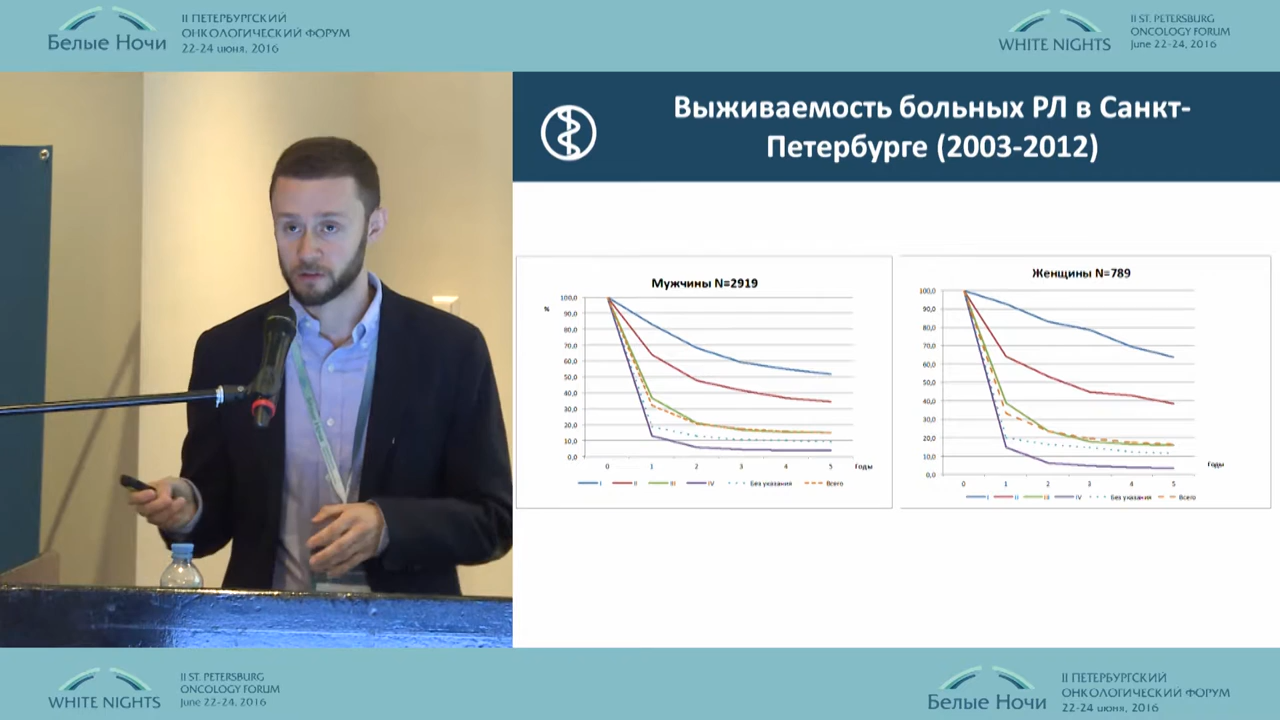 Белые Ночи
II ПЕТЕРБУРГСКИЙ
ОНКОЛОГИЧЕСКИЙ ФОРУМ
22-24 июня, 2016
WHITE NIGHTS
II ST. PETERSBURG
ONCOLOGY FORUM
June 22-24, 2016
Выживаемость больных РЛ в Санкт-
Петербурге (2003-2012)
Мужчины N=2919
%
100,0
90,0
80,0
70,0
60,0
50,0
40,0
30,0
20,0
10,0
0,0
0 1 2 3 4 5 Годы
I II III IV Без указания Всего
Женщины N=789
100,0
90,0
80,0
70,0
60,0
50,0
40,0
30,0
20,0
10,0
0,0
0 1 2 3 4 5 Годы
I II III IV Без указания Всего
WHITE NIGHTS
II ST. PETERSBURG
ONCOLOGY FORUM
June 22-24, 2016
Белые Ночи
II ПЕТЕРБУРГСКИЙ
ОНКОЛОГИЧЕСКИЙ ФОРУМ
22-24 июня, 2016